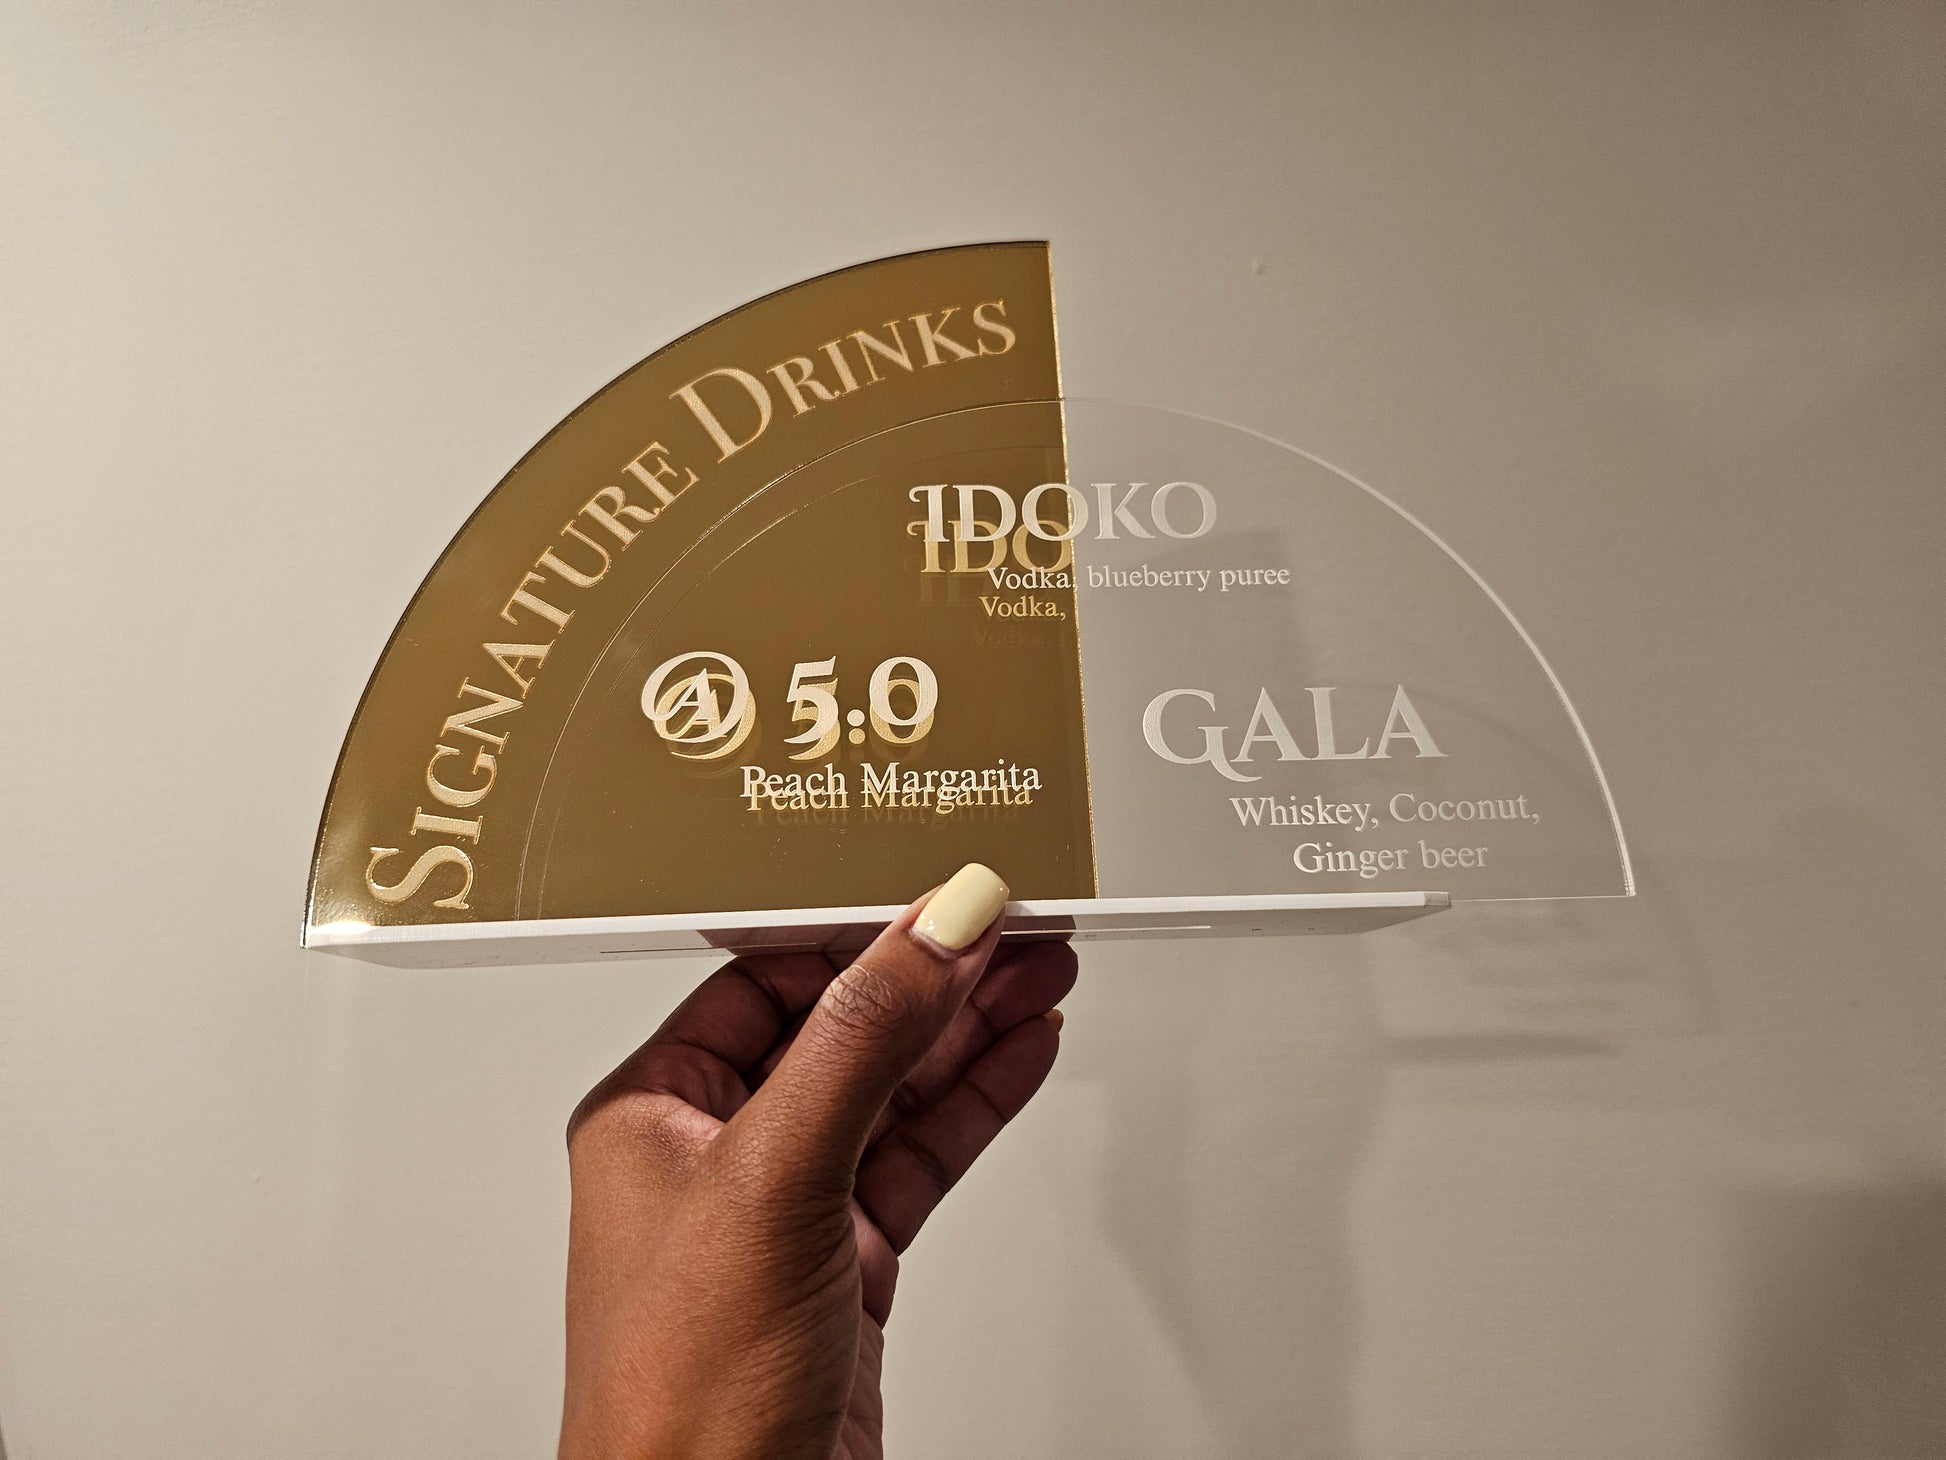 SIGNATURE DRINKS
IDOKO
Vodka, blueberry puree
Ⓐ 5.0
Peach Margarita
GALA
Whiskey, Coconut,
Ginger beer